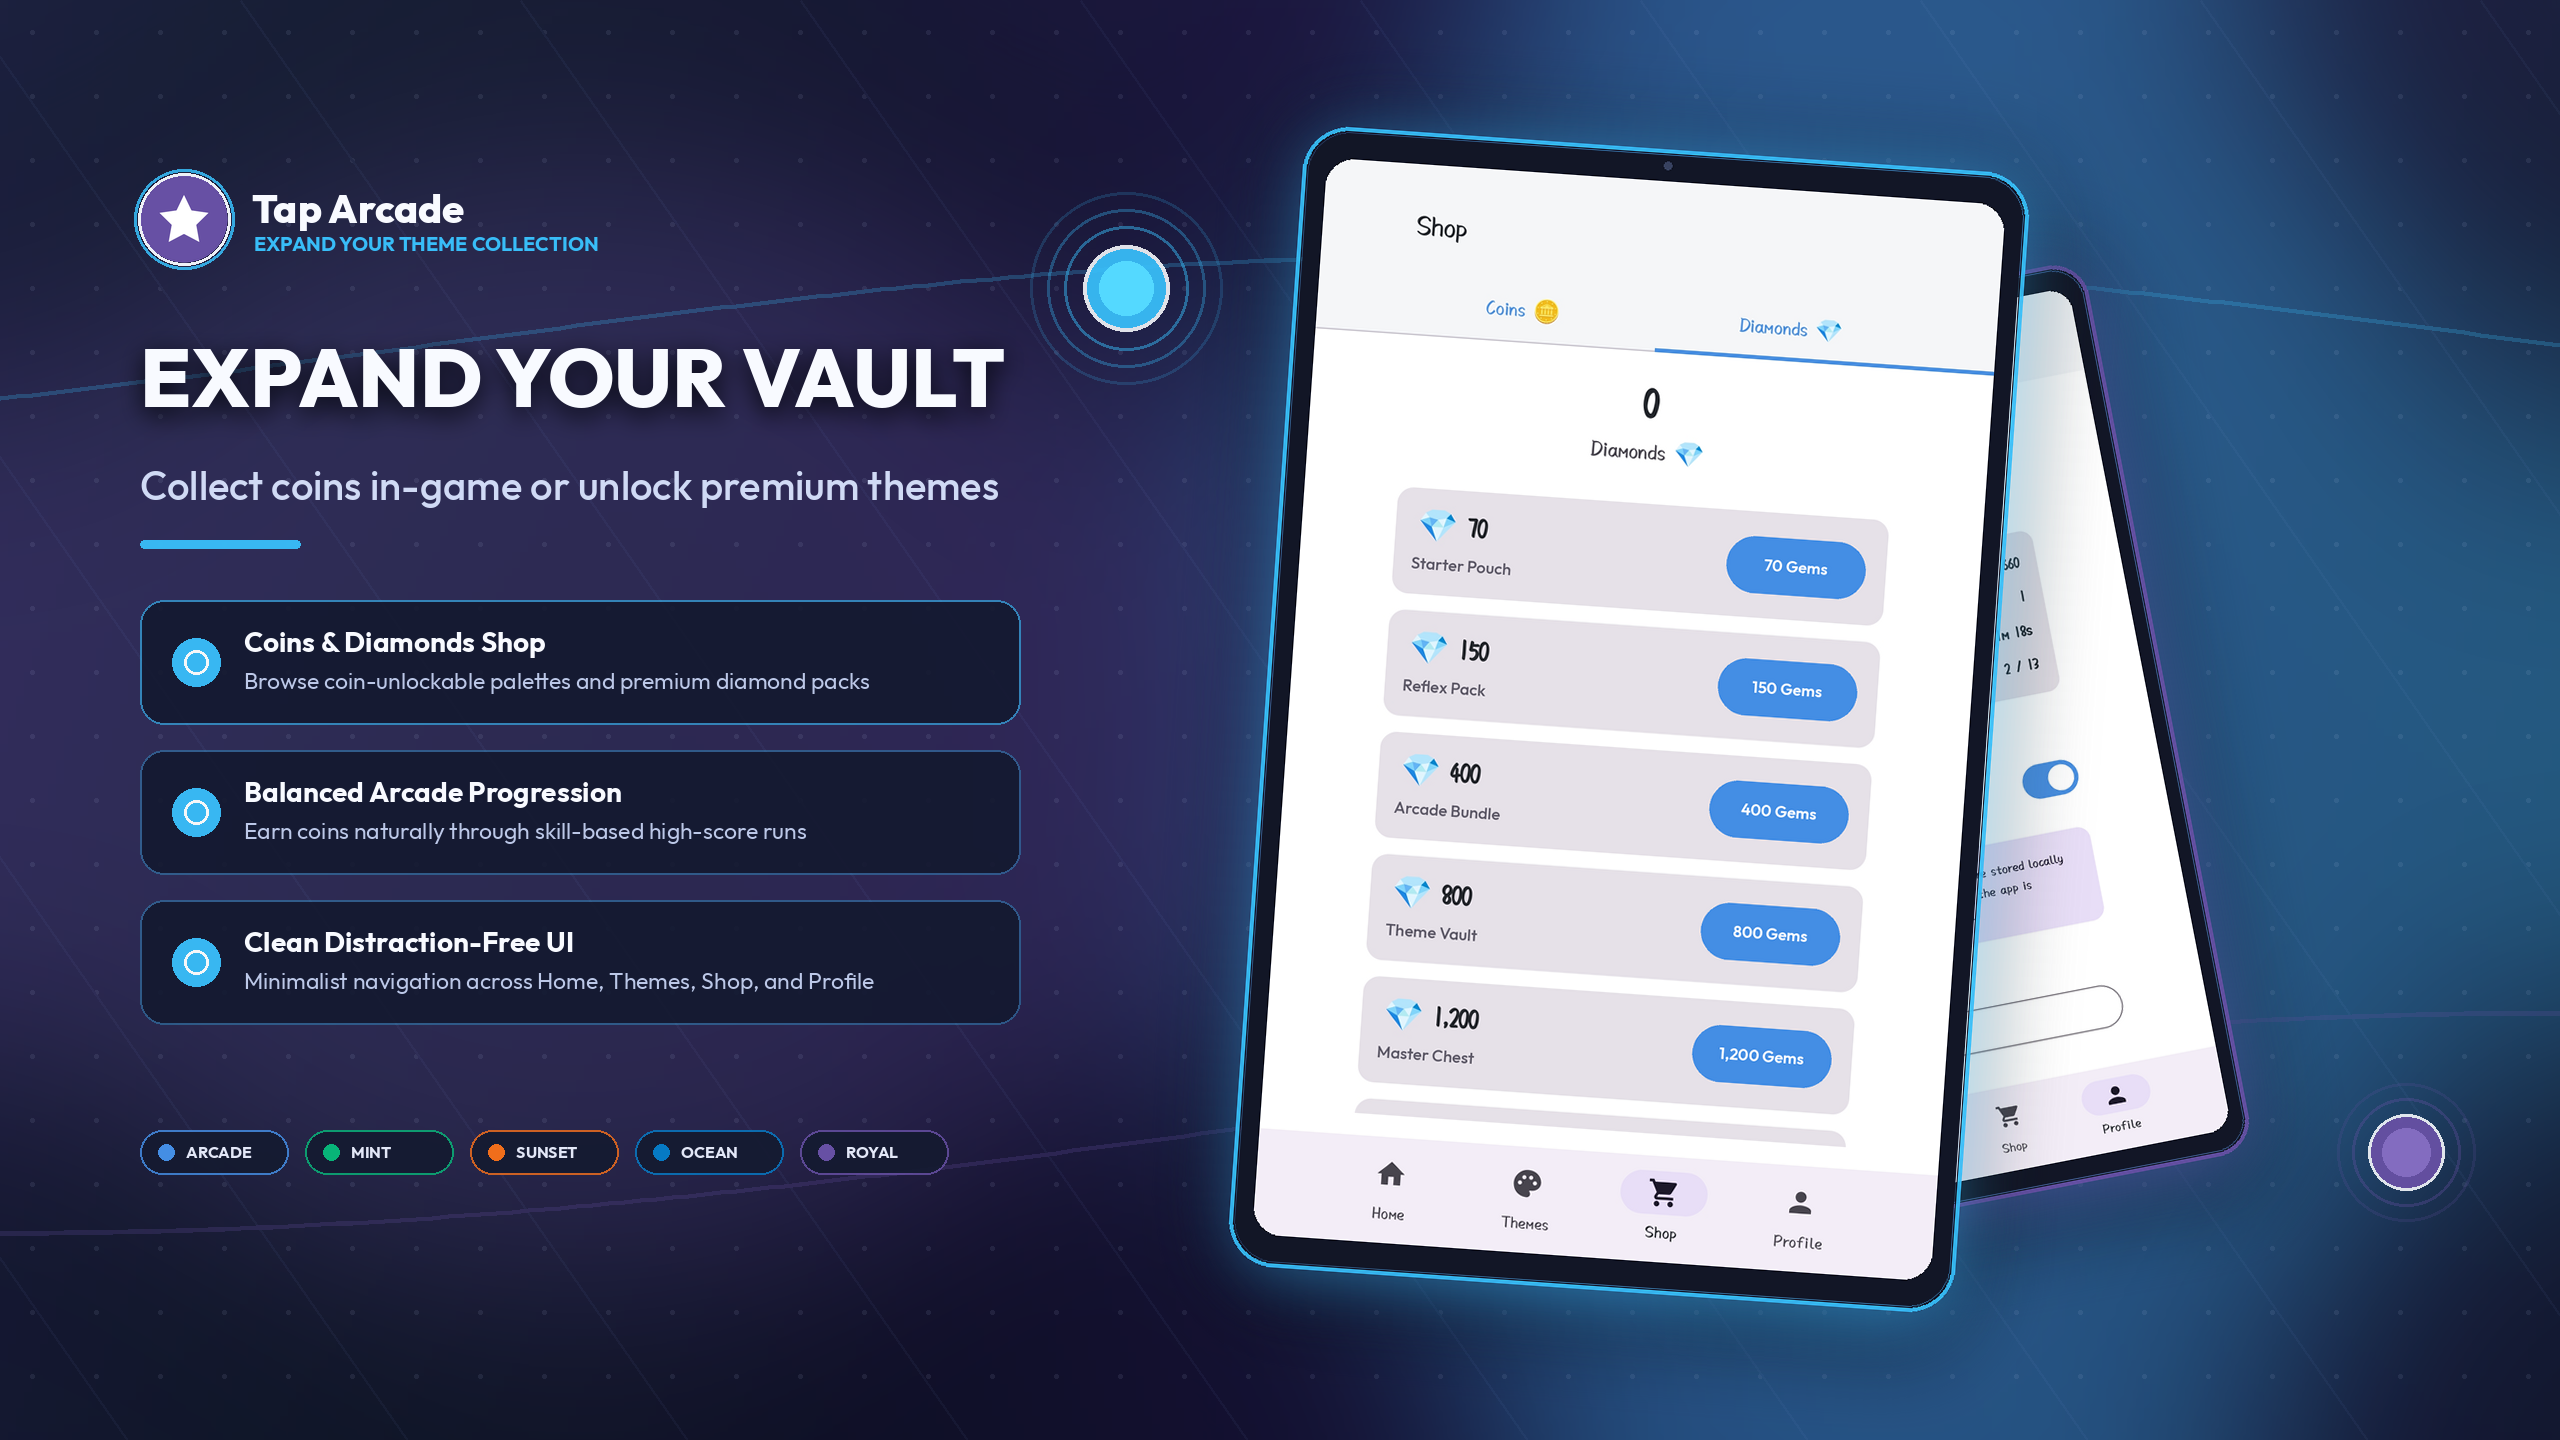 Tap Arcade
EXPAND YOUR THEME COLLECTION
EXPAND YOUR VAULT
Collect coins in-game or unlock premium themes
Coins & Diamonds Shop
Browse coin-unlockable palettes and premium diamond packs
Balanced Arcade Progression
Earn coins naturally through skill-based high-score runs
Clean Distraction-Free UI
Minimalist navigation across Home, Themes, Shop, and Profile
ARCADE MINT SUNSET OCEAN ROYAL
Shop
Coins Diamonds
0
Diamonds
70
Starter Pouch
70 Gems
150
Reflex Pack
150 Gems
400
Arcade Bundle
400 Gems
800
Theme Vault
800 Gems
1,200
Master Chest
1,200 Gems
Home Themes Shop Profile
1
18s
2 / 13
stored locally
the app is
Shop Profile